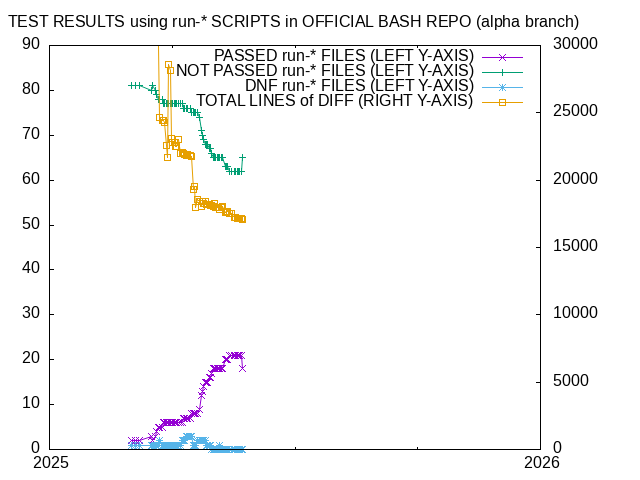 TEST RESULTS using run-* SCRIPTS in OFFICIAL BASH REPO (alpha branch)
90 30000
PASSED run-* FILES (LEFT Y-AXIS)
NOT PASSED run-* FILES (LEFT Y-AXIS)
80
DNF run-* FILES (LEFT Y-AXIS)
TOTAL LINES of DIFF (RIGHT Y-AXIS)
25000
70
60 20000
50
15000
40
30 10000
20
5000
10
0 0
2025 2026